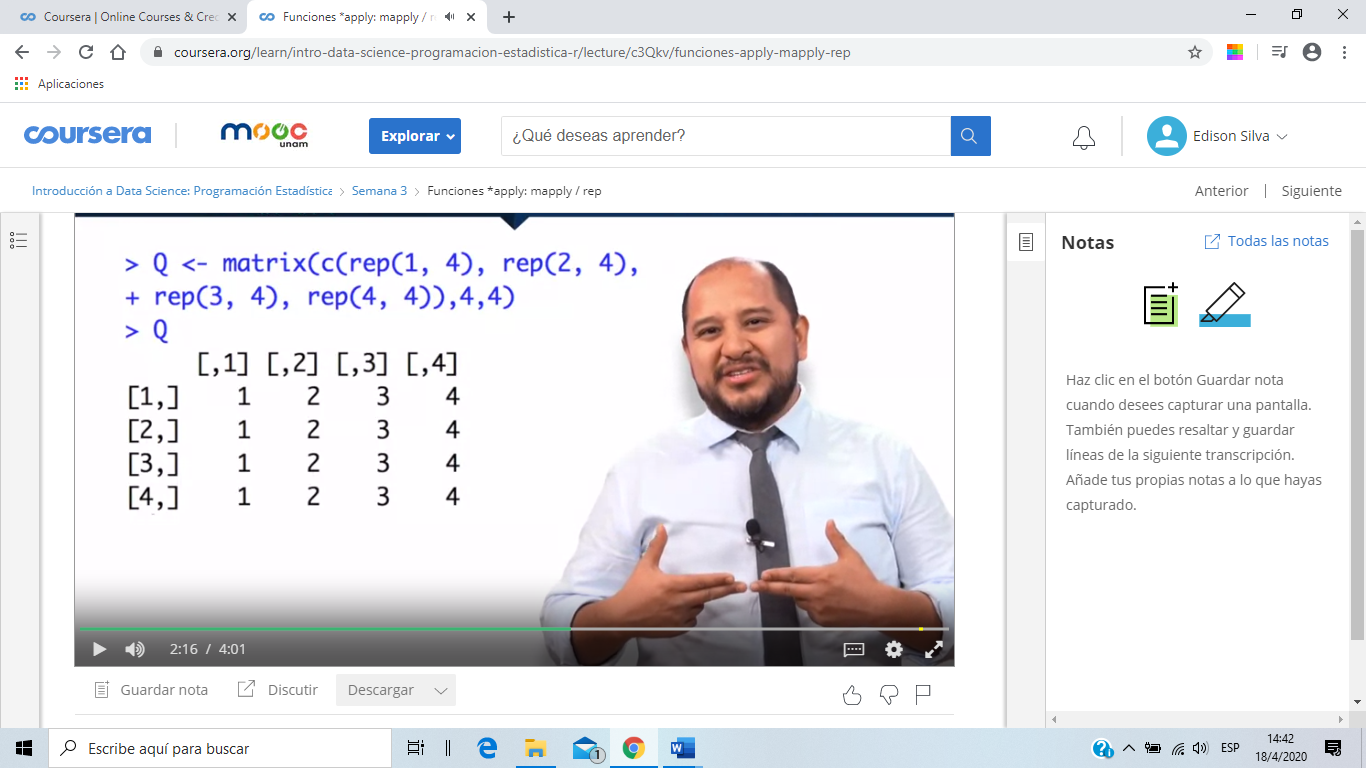 Coursera | Online Courses & Cred
Funciones *apply: mapply / r
coursera.org/learn/intro-data-science-programacion-estadistica-r/lecture/c3Qkv/funciones-apply-mapply-rep
Aplicaciones
coursera
mooc
unam
Explorar
¿Qué deseas aprender?
Edison Silva
Introducción a Data Science: Programación Estadística
Semana 3
Funciones *apply: mapply / rep
Anterior | Siguiente
> Q <- matrix(c(rep(1, 4), rep(2, 4),
+ rep(3, 4), rep(4, 4)),4,4)
> Q
[,1] [,2] [,3] [,4]
[1,] 1 2 3 4
[2,] 1 2 3 4
[3,] 1 2 3 4
[4,] 1 2 3 4
2:16 / 4:01
Guardar nota
Discutir
Descargar
Notas
Todas las notas
Haz clic en el botón Guardar nota
cuando desees capturar una pantalla.
También puedes resaltar y guardar
líneas de la siguiente transcripción.
Añade tus propias notas a lo que hayas
capturado.
Escribe aquí para buscar
1
ESP
14:42
18/4/2020